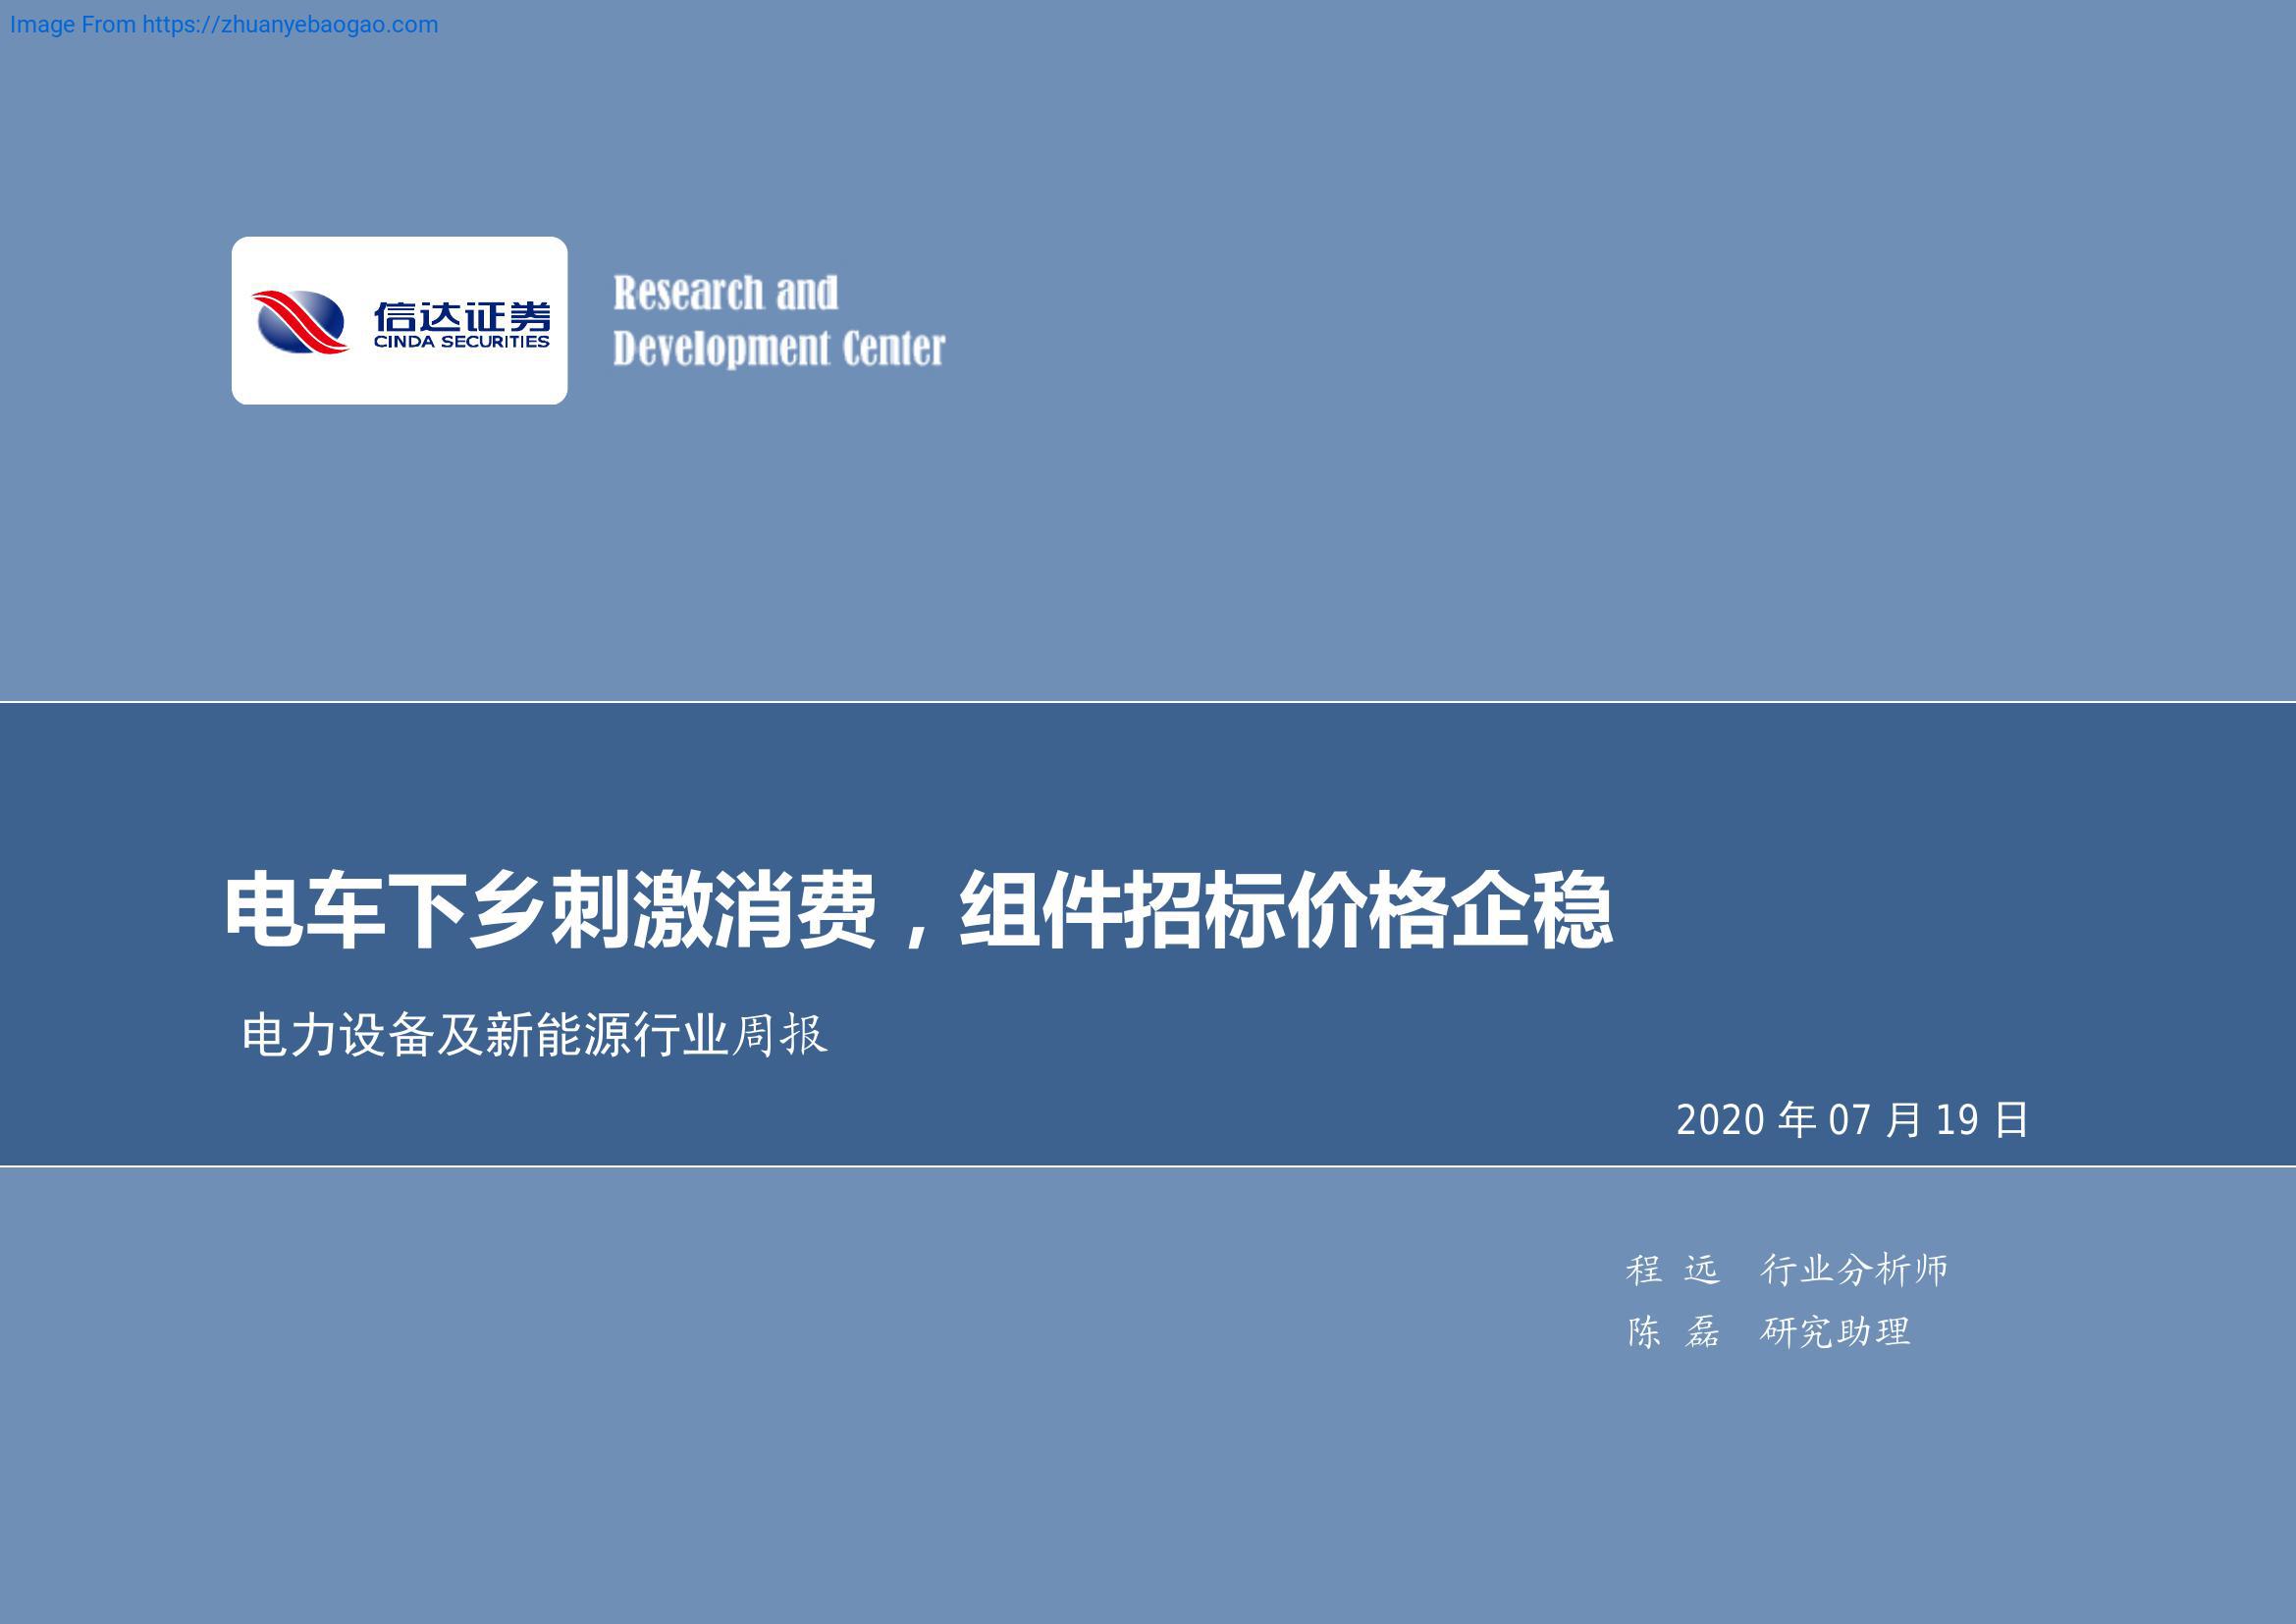 Image From https://zhuanyebaogao.com
信达证券
CINDA SECURITIES
Research and
Development Center
电车下乡刺激消费，组件招标价格企稳
电力设备及新能源行业周报
2020 年 07 月 19 日
程 远 行业分析师
陈 磊 研究助理